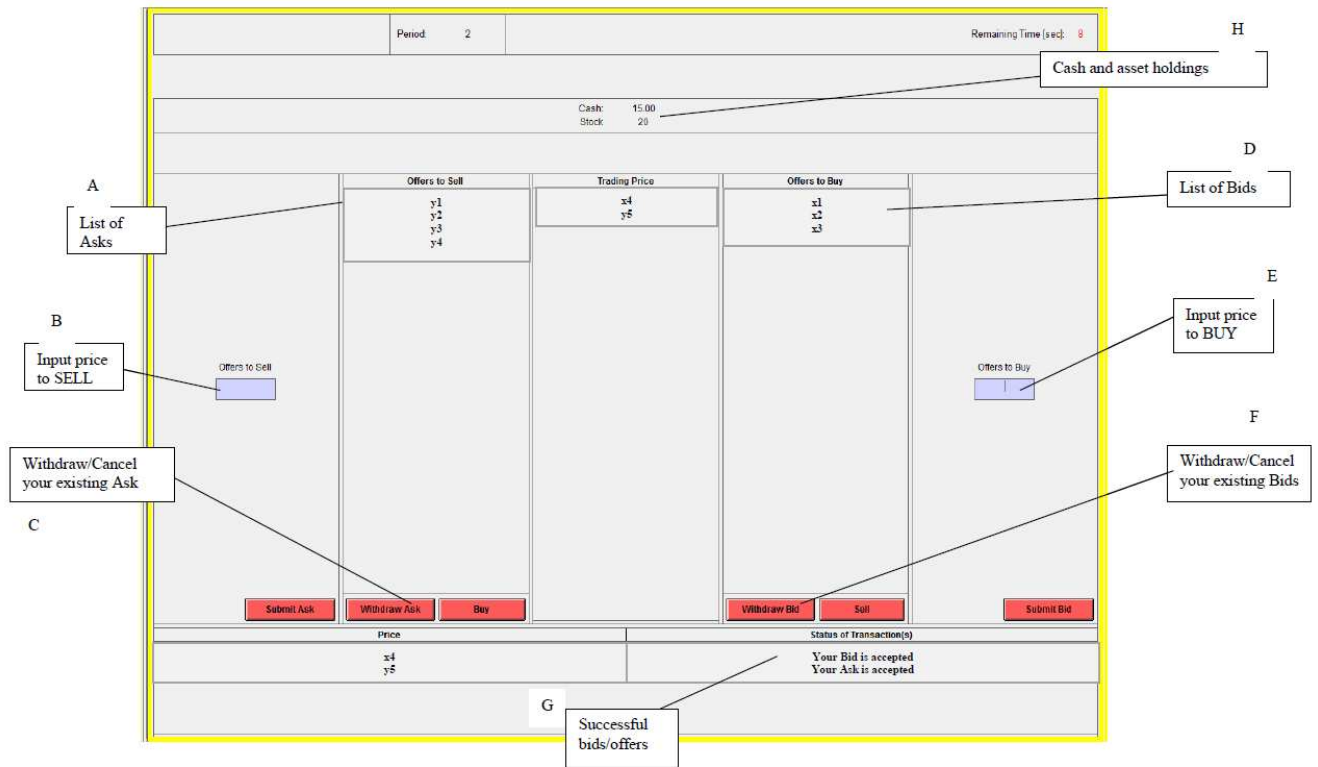 Period: 2
Remaining Time [sec]: 8
H
Cash and asset holdings
Cash: 15.00
Stock 20
D
List of Bids
A
List of
Asks
Offers to Sell
y1
y2
y3
y4
Trading Price
x4
y5
Offers to Buy
x1
x2
x3
B
Input price
to SELL
Offers to Sell
E
Input price
to BUY
Offers to Buy
Withdraw/Cancel
your existing Ask
C
F
Withdraw/Cancel
your existing Bids
Submit Ask
Withdraw Ask
Buy
Withdraw Bid
Sell
Submit Bid
Price
Status of Transaction(s)
x4
Your Bid is accepted
y5
Your Ask is accepted
G
Successful
bids/offers